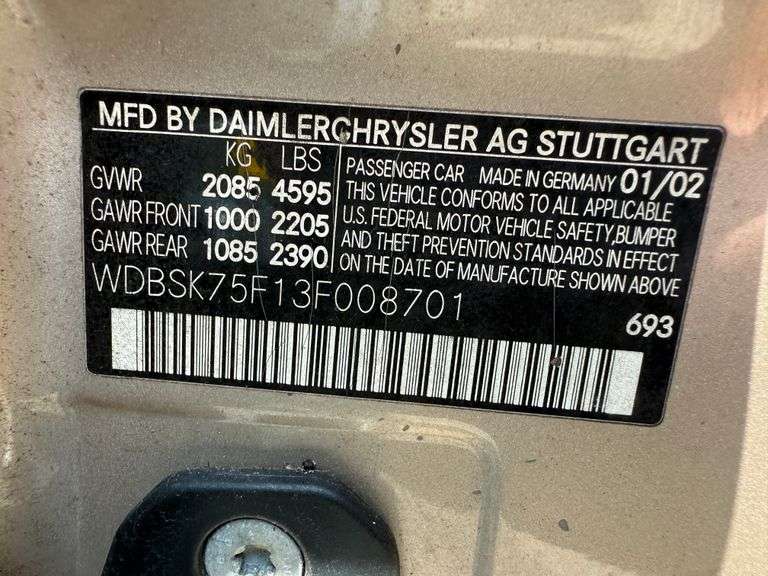 MFD BY DAIMLERCHRYSLER AG STUTTGART
KG LBS
GVWR 2085 4595
GAWR FRONT 1000 2205
GAWR REAR 1085 2390
PASSENGER CAR MADE IN GERMANY 01/02
THIS VEHICLE CONFORMS TO ALL APPLICABLE
U.S. FEDERAL MOTOR VEHICLE SAFETY, BUMPER
AND THEFT PREVENTION STANDARDS IN EFFECT
ON THE DATE OF MANUFACTURE SHOWN ABOVE
WDBSK75F13F008701
693